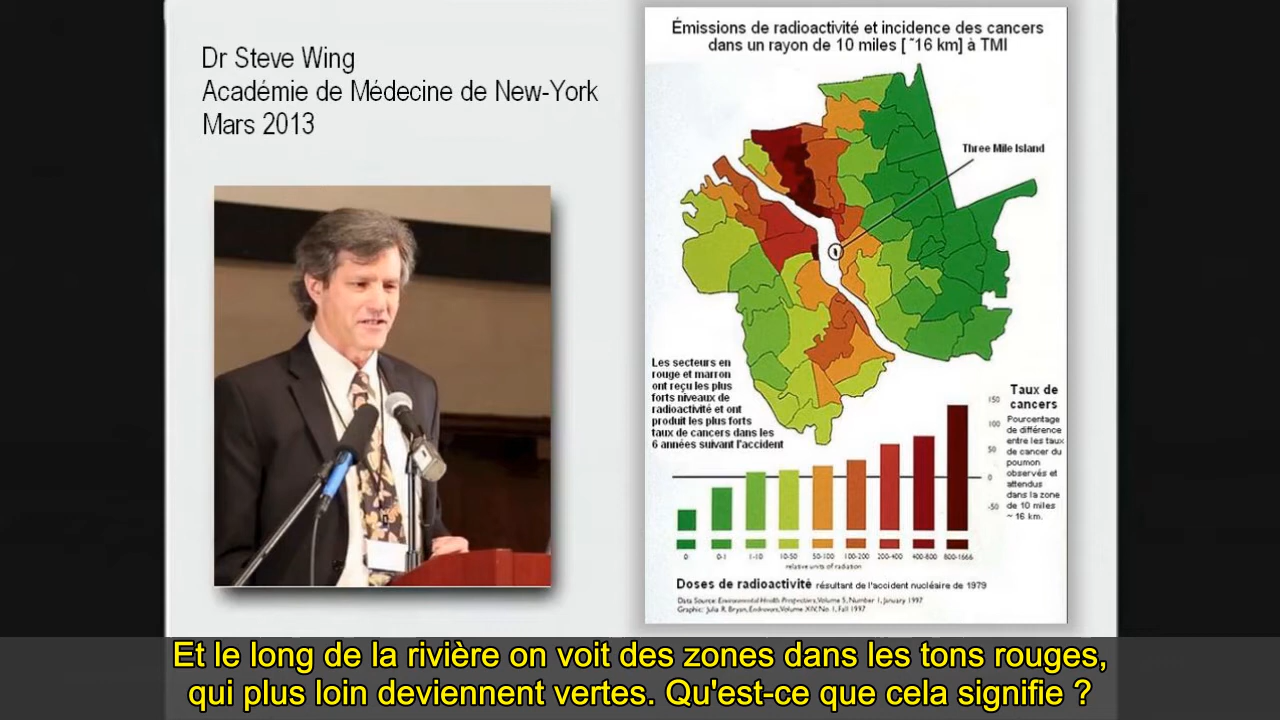 Dr Steve Wing
Académie de Médecine de New-York
Mars 2013
Émissions de radioactivité et incidence des cancers
dans un rayon de 10 miles [ ˜16 km] à TMI
Three Mile Island
Les secteurs en
rouge et marron
ont reçu les plus
forts niveaux de
radioactivité et ont
produit les plus forts
taux de cancers dans les
6 années suivant l'accident
Taux de
cancers
Pourcentage
de différence
entre les taux
de cancer du
poumon
observés et
attendus
dans la zone
de 10 miles
~ 16 km.
150
100
50
0
-50
0 0-1 1-10 10-50 50-100 100-200 200-400 400-800 800-1666
relative units of radiation
Doses de radioactivité résultant de l'accident nucléaire de 1979
Data Source: Environmental Health Perspectives, Volume 5, Number 1, January 1997
Graphic: Julia R. Bryan, Endeavors, Volume XIV, No. 1, Fall 1997
Et le long de la rivière on voit des zones dans les tons rouges,
qui plus loin deviennent vertes. Qu'est-ce que cela signifie ?